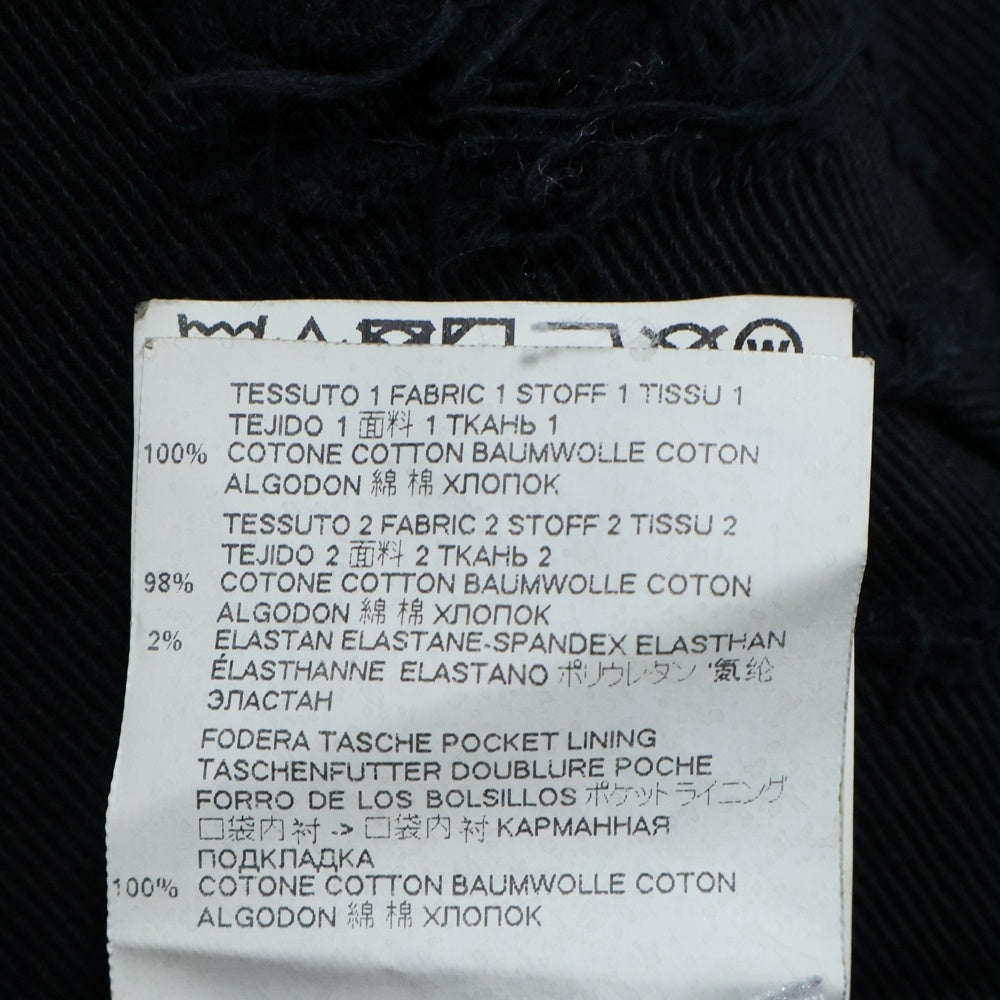 W
TESSUTO 1 FABRIC 1 STOFF 1 TISSU 1
TEJIDO 1 面料 1 ТКАНЬ 1
100% COTONE COTTON BAUMWOLLE COTON
ALGODON 綿 棉 ХЛОПОК
TESSUTO 2 FABRIC 2 STOFF 2 TISSU 2
TEJIDO 2 面料 2 ТКАНЬ 2
98% COTONE COTTON BAUMWOLLE COTON
ALGODON 綿 棉 ХЛОПОК
2% ELASTAN ELASTANE-SPANDEX ELASTHAN
ÉLASTHANNE ELASTANO ポリウレタン 氨纶
ЭЛАСТАН
FODERA TASCHE POCKET LINING
TASCHENFUTTER DOUBLURE POCHE
FORRO DE LOS BOLSILLOS ポケットライニング
口袋内衬 -> 口袋内衬 КАРМАННАЯ
ПОДКЛАДКА
100% COTONE COTTON BAUMWOLLE COTON
ALGODON 綿 棉 ХЛОПОК